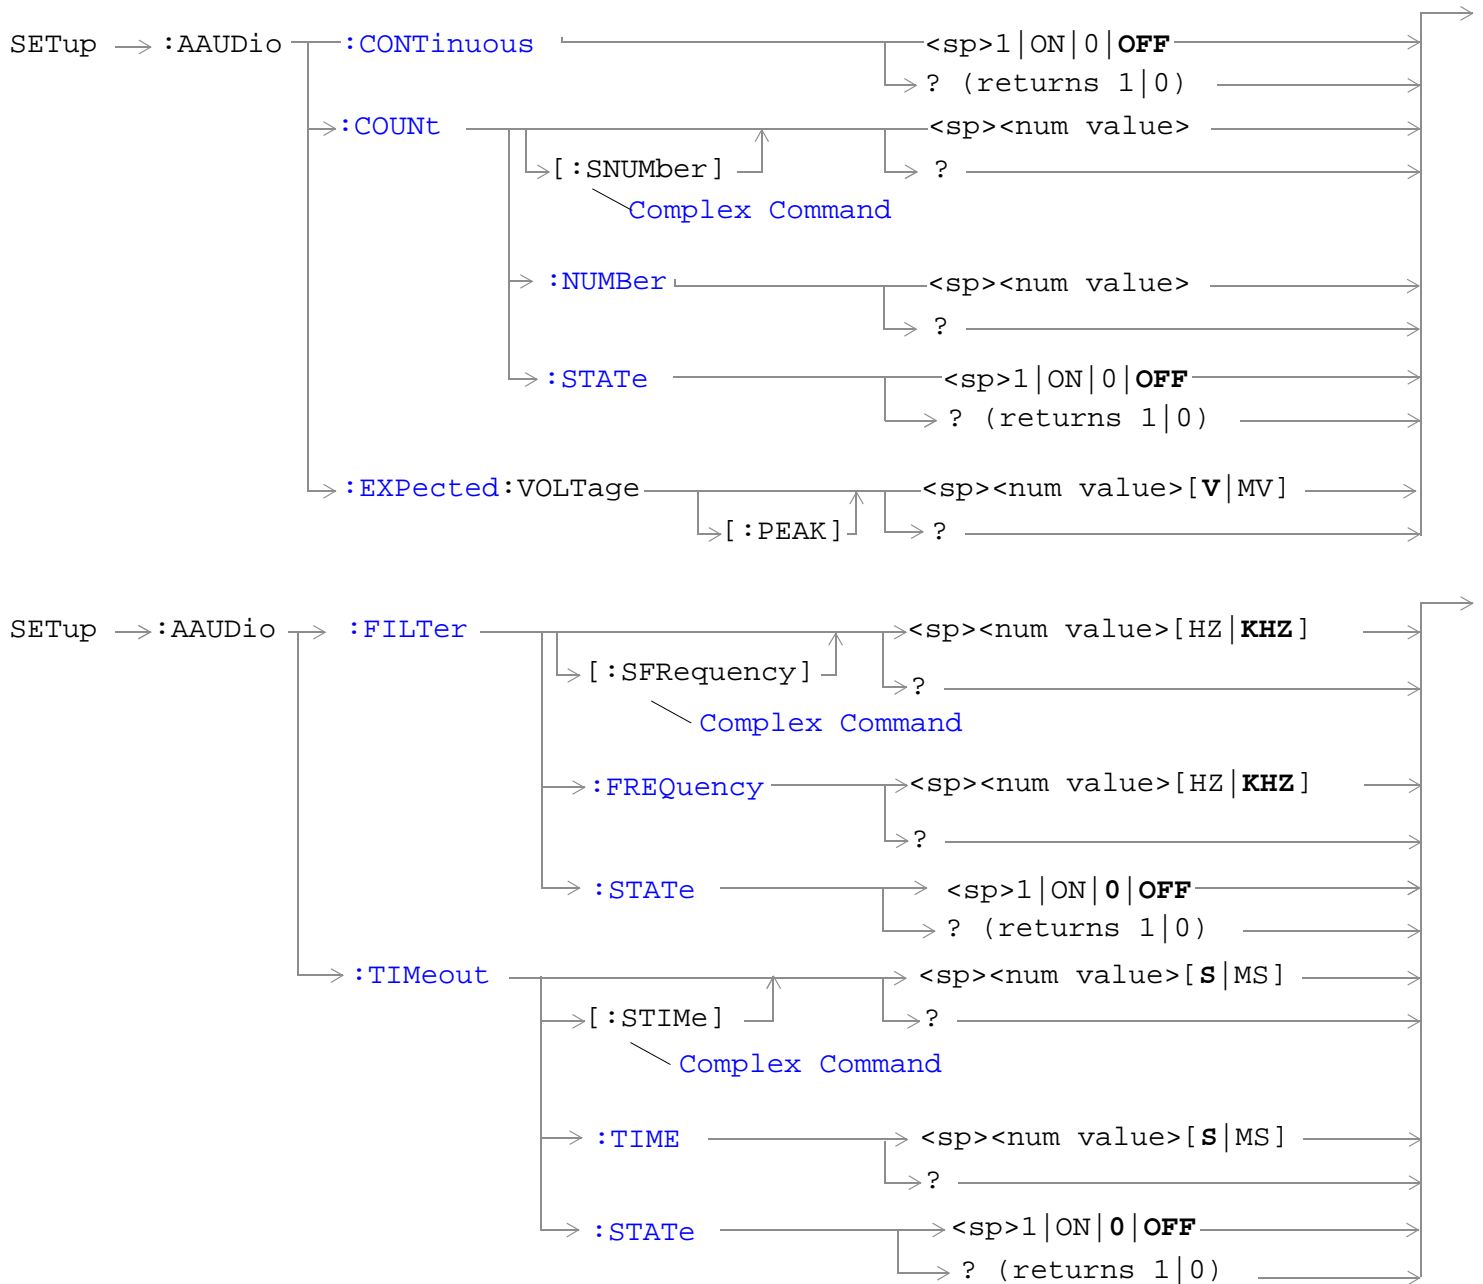 SETup :AAUDio :CONTinuous <sp>1|ON|0|OFF
? (returns 1|0)
:COUNt <sp><num value>
[:SNUMber] ?
Complex Command
:NUMBer <sp><num value>
?
:STATe <sp>1|ON|0|OFF
? (returns 1|0)
:EXPected:VOLTage <sp><num value>[V|MV]
[:PEAK] ?
SETup :AAUDio :FILTer <sp><num value>[HZ|KHZ]
[:SFRequency] ?
Complex Command
:FREQuency <sp><num value>[HZ|KHZ]
?
:STATe <sp>1|ON|0|OFF
? (returns 1|0)
:TIMeout <sp><num value>[S|MS]
[:STIMe] ?
Complex Command
:TIME <sp><num value>[S|MS]
?
:STATe <sp>1|ON|0|OFF
? (returns 1|0)